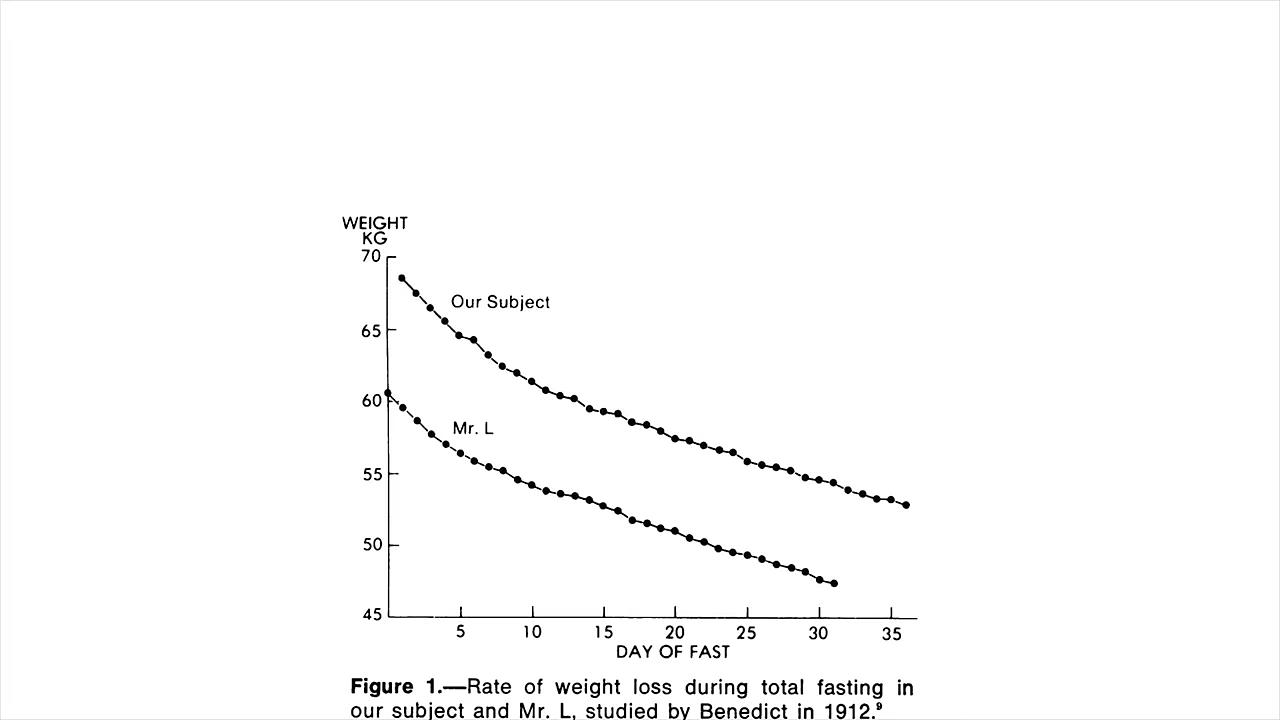 WEIGHT
KG
70
Our Subject
65
60
Mr. L
55
50
45
5 10 15 20 25 30 35
DAY OF FAST
Figure 1.—Rate of weight loss during total fasting in
our subject and Mr. L, studied by Benedict in 1912.⁹